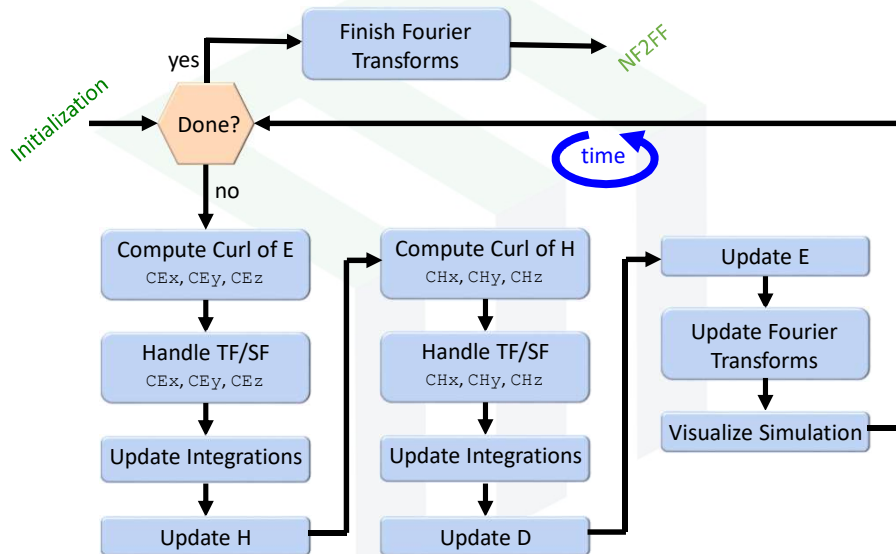 Finish Fourier
Transforms
NF2FF
yes
Initialization
Done?
time
no
Compute Curl of E
CEx, CEy, CEz
Handle TF/SF
CEx, CEy, CEz
Update Integrations
Update H
Compute Curl of H
CHx, CHy, CHz
Handle TF/SF
CHx, CHy, CHz
Update Integrations
Update D
Update E
Update Fourier
Transforms
Visualize Simulation